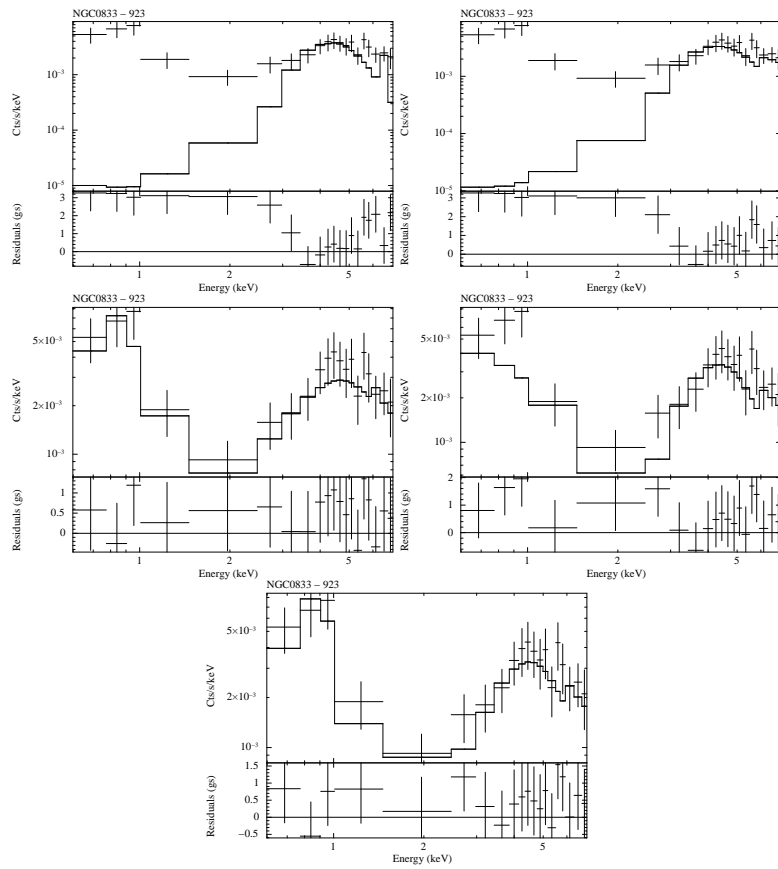 NGC0833 – 923
Cts/s/keV
10⁻³
10⁻⁴
10⁻⁵
Residuals (gs)
3
2
1
0
1 2 5
Energy (keV)
NGC0833 – 923
Cts/s/keV
10⁻³
10⁻⁴
10⁻⁵
Residuals (gs)
3
2
1
0
1 2 5
Energy (keV)
NGC0833 – 923
Cts/s/keV
5×10⁻³
2×10⁻³
10⁻³
Residuals (gs)
1
0.5
0
1 2 5
Energy (keV)
NGC0833 – 923
Cts/s/keV
5×10⁻³
2×10⁻³
10⁻³
Residuals (gs)
2
1
0
1 2 5
Energy (keV)
NGC0833 – 923
Cts/s/keV
5×10⁻³
2×10⁻³
10⁻³
Residuals (gs)
1.5
1
0.5
0
−0.5
1 2 5
Energy (keV)